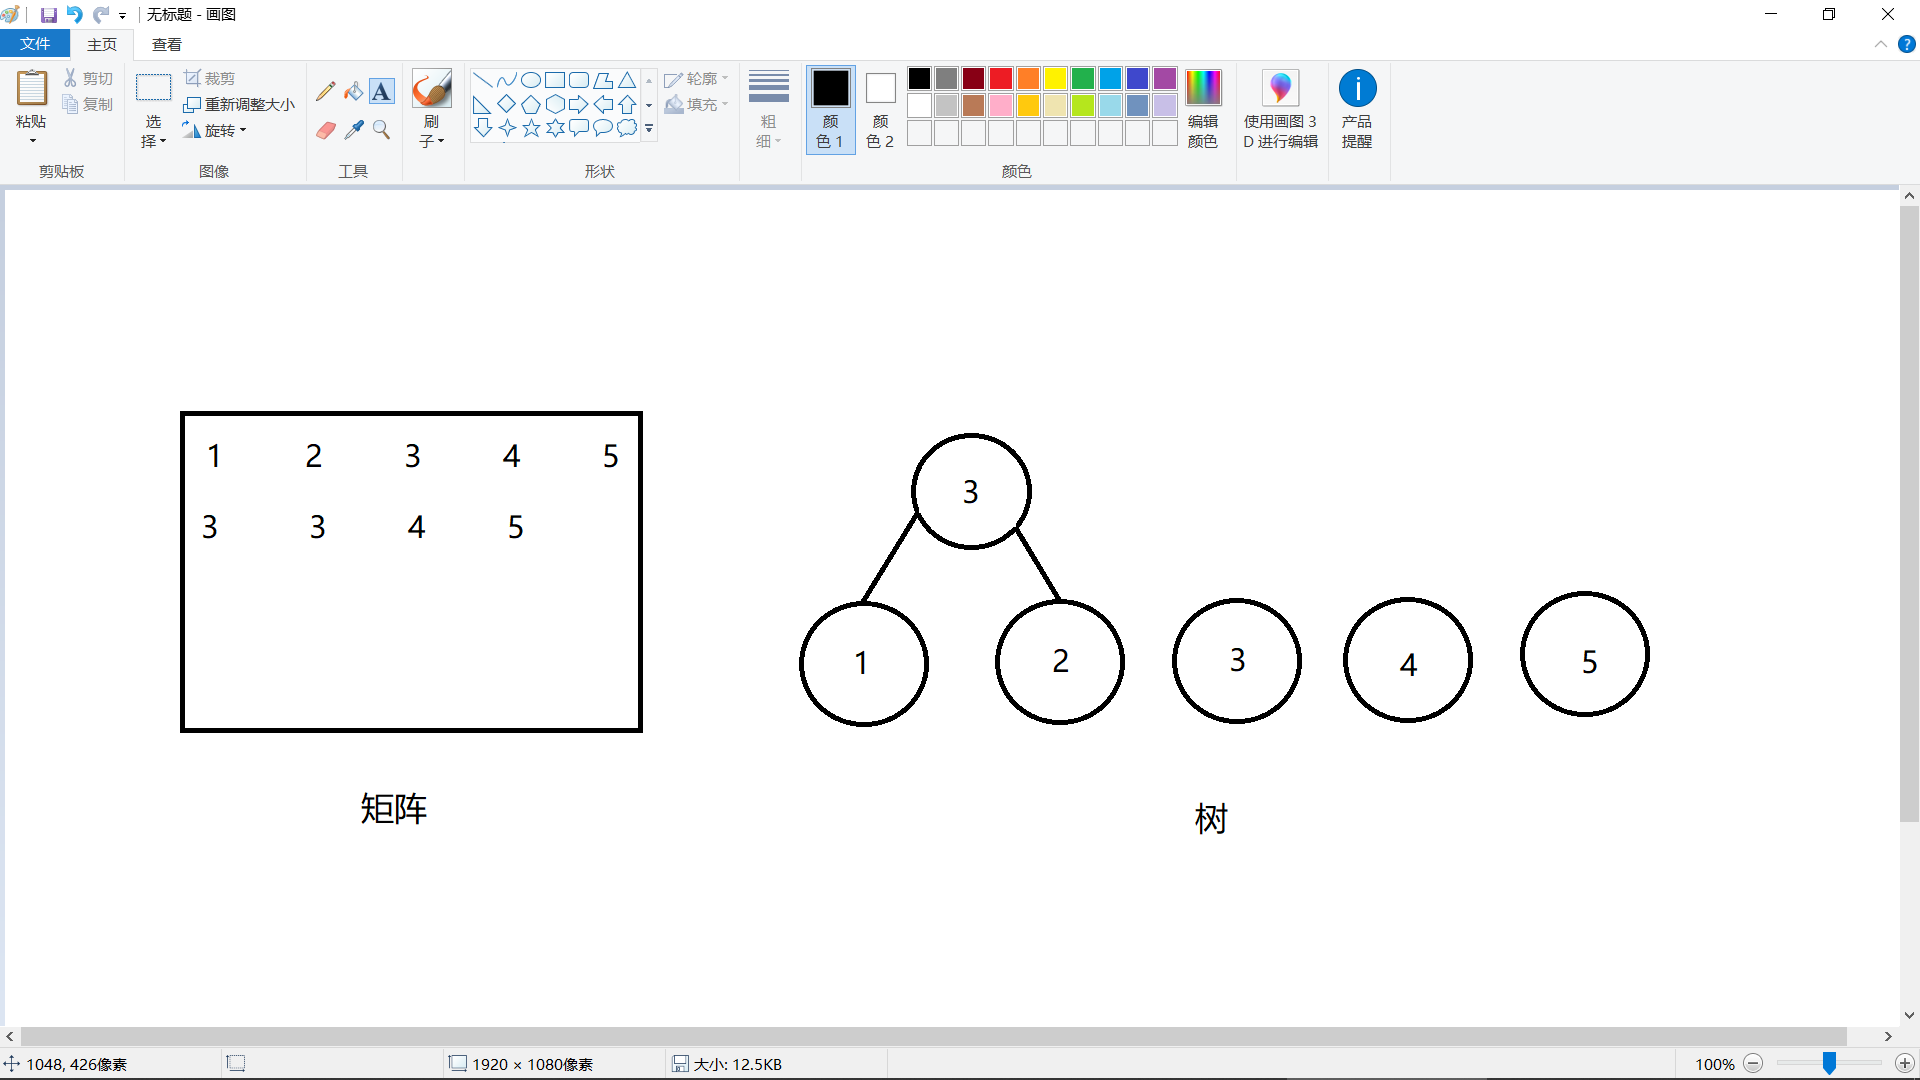 无标题 - 画图
文件 主页 查看
粘贴
剪切
复制
剪贴板
选择
裁剪
重新调整大小
旋转
图像
A
工具
刷子
形状
轮廓
填充
粗细
颜色 1
颜色 2
编辑颜色
颜色
使用画图 3D 进行编辑
产品提醒
1 2 3 4 5
3 3 4 5
矩阵
3
1 2 3 4 5
树
1048, 426像素
1920 × 1080像素
大小: 12.5KB
100%